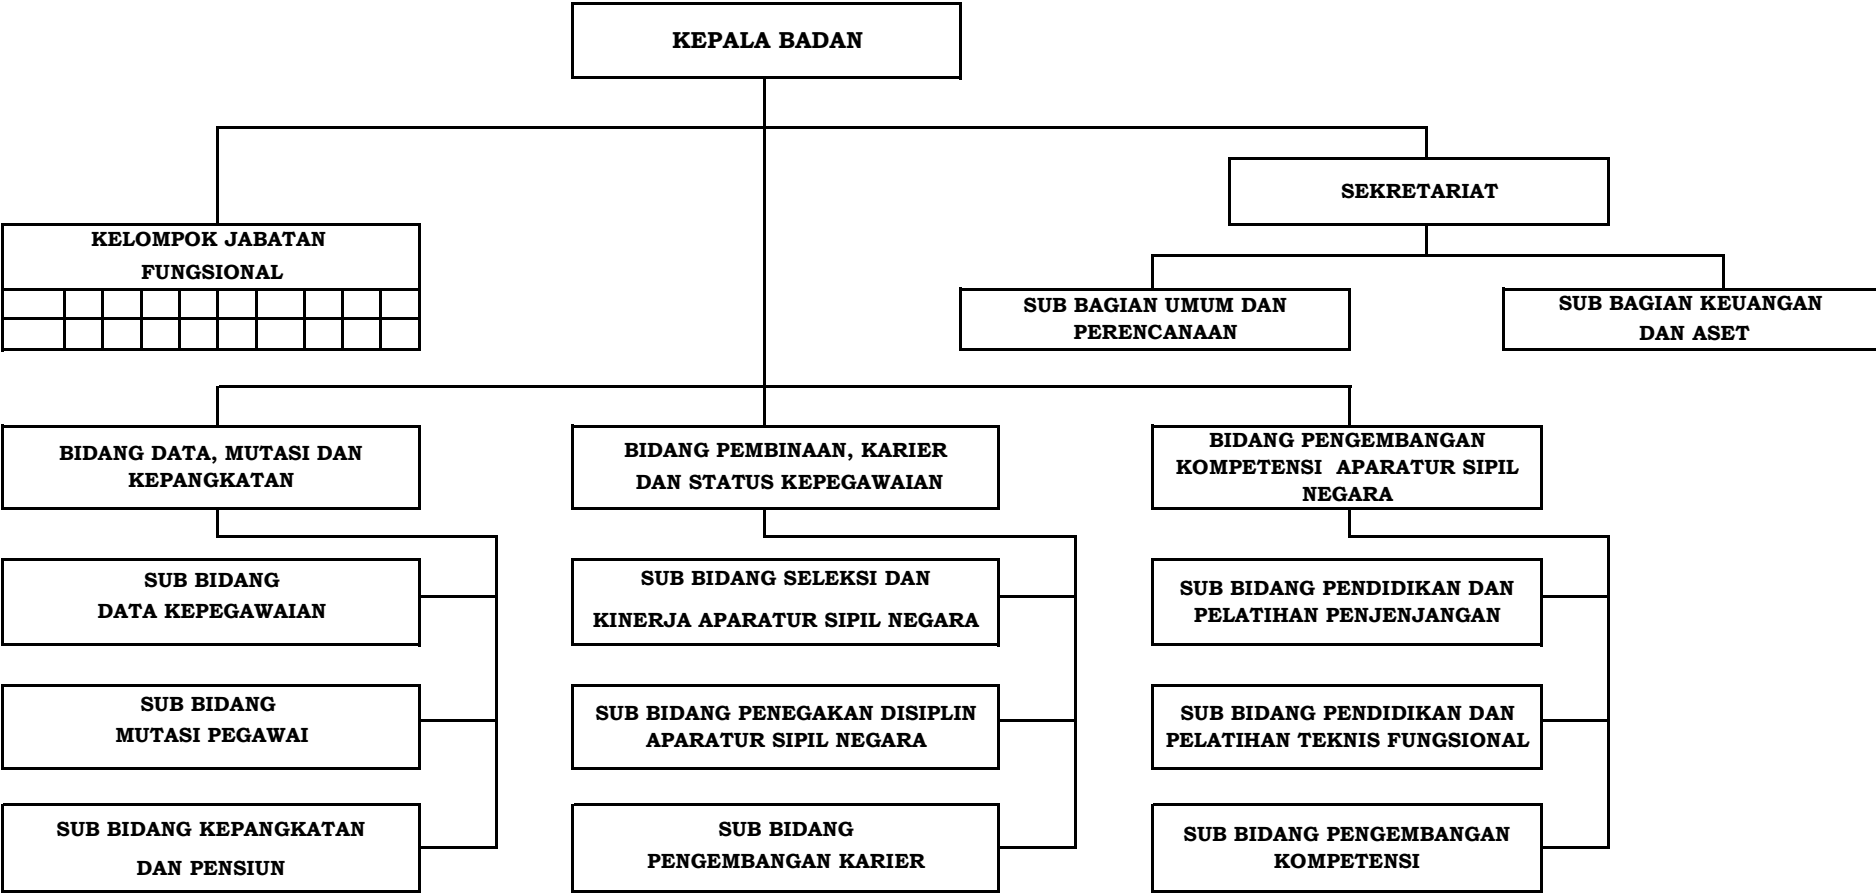 KEPALA BADAN
SEKRETARIAT
KELOMPOK JABATAN
FUNGSIONAL
SUB BAGIAN UMUM DAN
PERENCANAAN
SUB BAGIAN KEUANGAN
DAN ASET
BIDANG DATA, MUTASI DAN
KEPANGKATAN
BIDANG PEMBINAAN, KARIER
DAN STATUS KEPEGAWAIAN
BIDANG PENGEMBANGAN
KOMPETENSI APARATUR SIPIL
NEGARA
SUB BIDANG
DATA KEPEGAWAIAN
SUB BIDANG SELEKSI DAN
KINERJA APARATUR SIPIL NEGARA
SUB BIDANG PENDIDIKAN DAN
PELATIHAN PENJENJANGAN
SUB BIDANG
MUTASI PEGAWAI
SUB BIDANG PENEGAKAN DISIPLIN
APARATUR SIPIL NEGARA
SUB BIDANG PENDIDIKAN DAN
PELATIHAN TEKNIS FUNGSIONAL
SUB BIDANG KEPANGKATAN
DAN PENSIUN
SUB BIDANG
PENGEMBANGAN KARIER
SUB BIDANG PENGEMBANGAN
KOMPETENSI